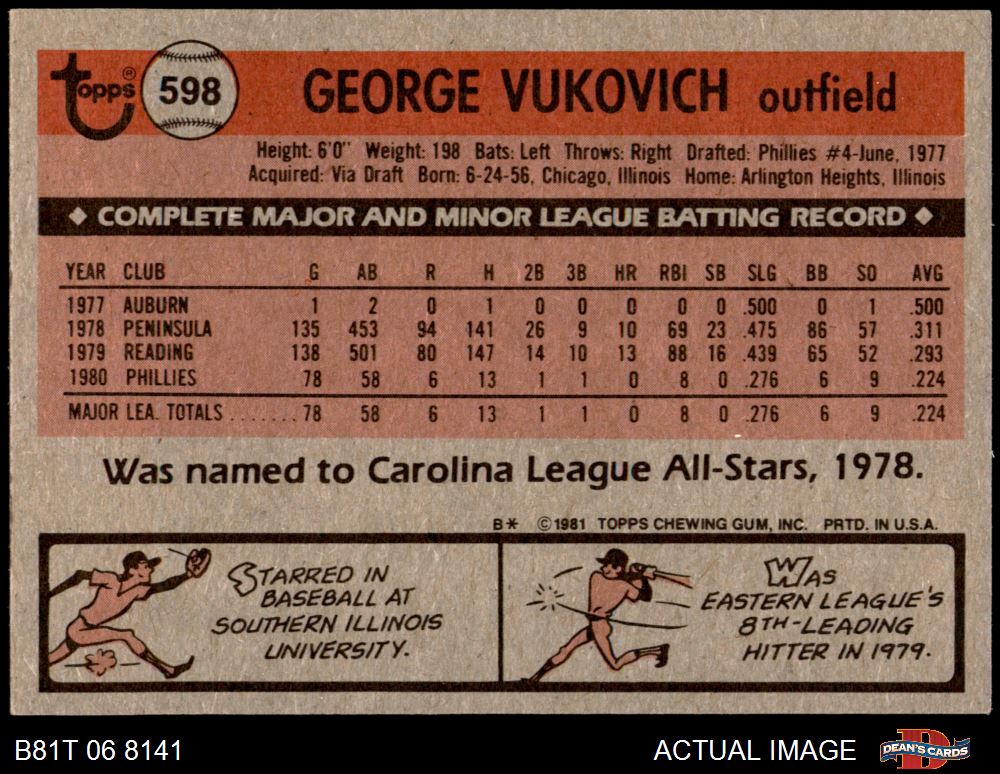 Topps® 598 GEORGE VUKOVICH outfield
Height: 6'0" Weight: 198 Bats: Left Throws: Right Drafted: Phillies #4-June, 1977
Acquired: Via Draft Born: 6-24-56, Chicago, Illinois Home: Arlington Heights, Illinois
◆ COMPLETE MAJOR AND MINOR LEAGUE BATTING RECORD ◆
YEAR CLUB G AB R H 2B 3B HR RBI SB SLG BB SO AVG
1977 AUBURN 1 2 0 1 0 0 0 0 0 .500 0 1 .500
1978 PENINSULA 135 453 94 141 26 9 10 69 23 .475 86 57 .311
1979 READING 138 501 80 147 14 10 13 88 16 .439 65 52 .293
1980 PHILLIES 78 58 6 13 1 1 0 8 0 .276 6 9 .224
MAJOR LEA. TOTALS ........ 78 58 6 13 1 1 0 8 0 .276 6 9 .224
Was named to Carolina League All-Stars, 1978.
B* ©1981 TOPPS CHEWING GUM, INC. PRTD. IN U.S.A.
STARRED IN
BASEBALL AT
SOUTHERN ILLINOIS
UNIVERSITY.
WAS
EASTERN LEAGUE'S
8TH-LEADING
HITTER IN 1979.
B81T 06 8141 ACTUAL IMAGE DEAN'S CARDS